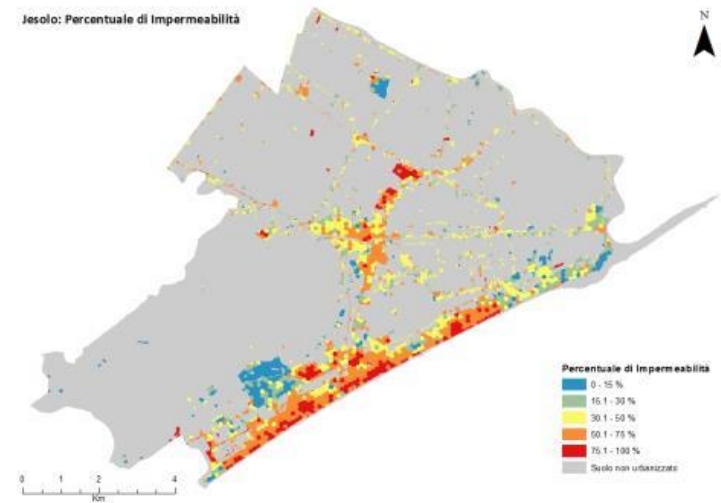 Jesolo: Percentuale di Impermeabilità
N
Percentuale di Impermeabilità
0 - 15 %
15.1 - 30 %
30.1 - 50 %
50.1 - 75 %
75.1 - 100 %
Suolo non urbanizzato
0 1 2 4
Km